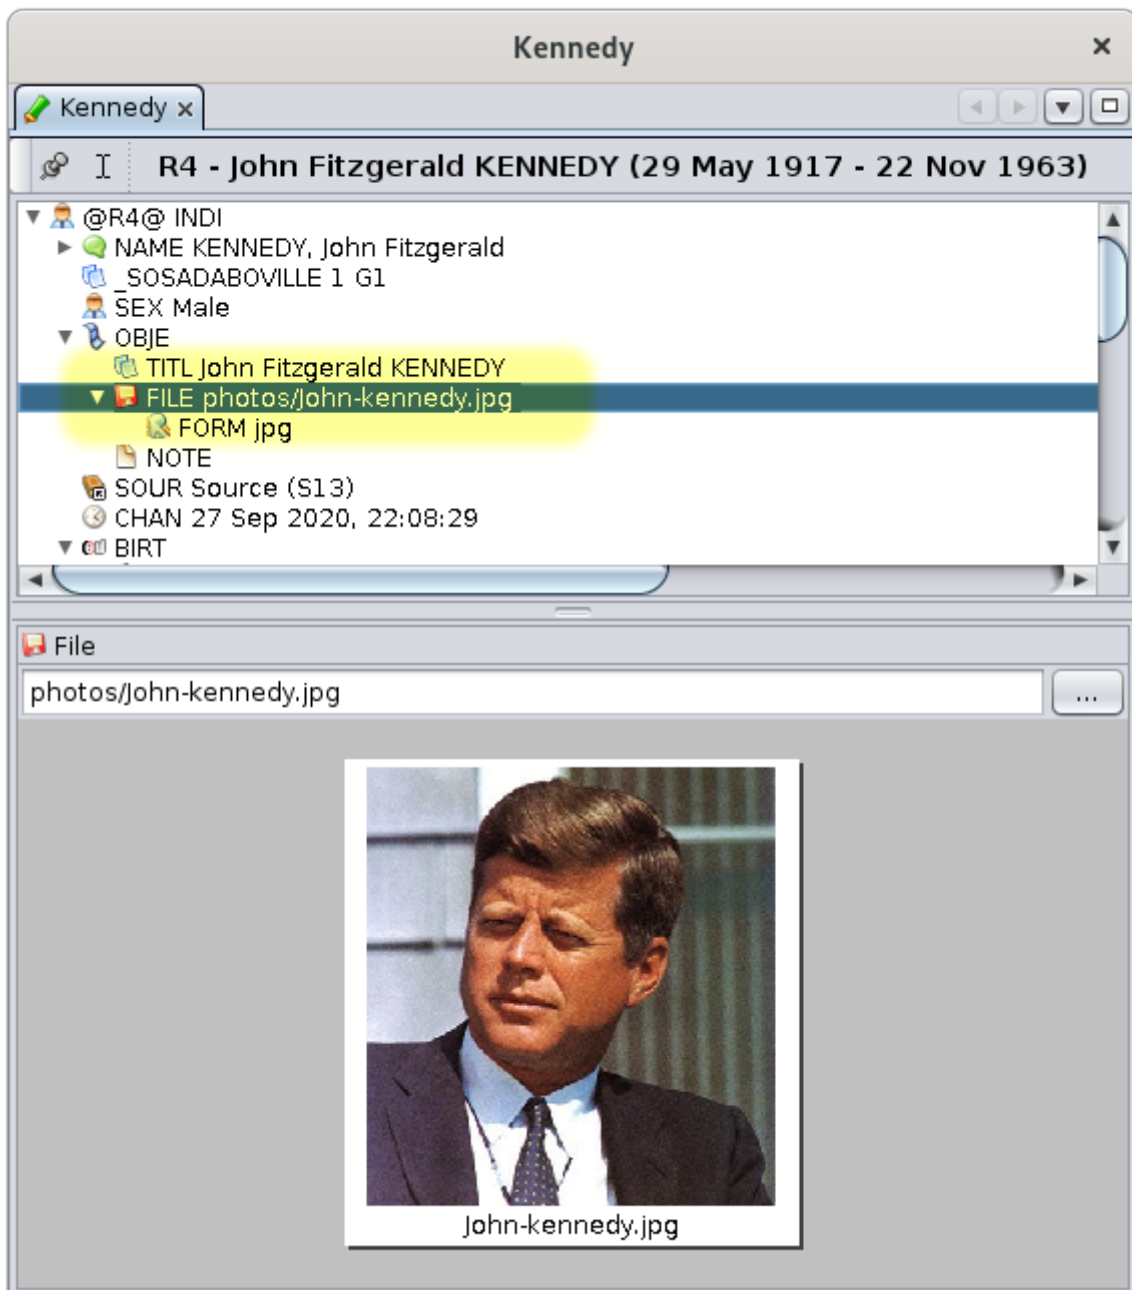 Kennedy
Kennedy
R4 - John Fitzgerald KENNEDY (29 May 1917 - 22 Nov 1963)
@R4@ INDI
NAME KENNEDY, John Fitzgerald
_SOSADABOVILLE 1 G1
SEX Male
OBJE
TITL John Fitzgerald KENNEDY
FILE photos/John-kennedy.jpg
FORM jpg
NOTE
SOUR Source (S13)
CHAN 27 Sep 2020, 22:08:29
BIRT
File
photos/John-kennedy.jpg
...
John-kennedy.jpg